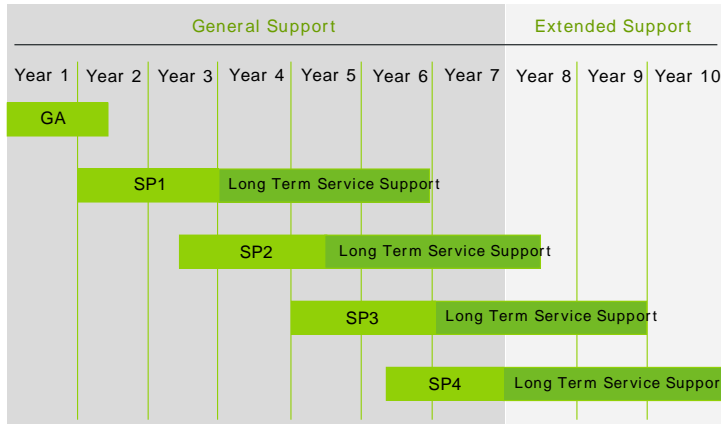 General Support Extended Support
Year 1 Year 2 Year 3 Year 4 Year 5 Year 6 Year 7 Year 8 Year 9 Year 10
GA
SP1 Long Term Service Support
SP2 Long Term Service Support
SP3 Long Term Service Support
SP4 Long Term Service Support